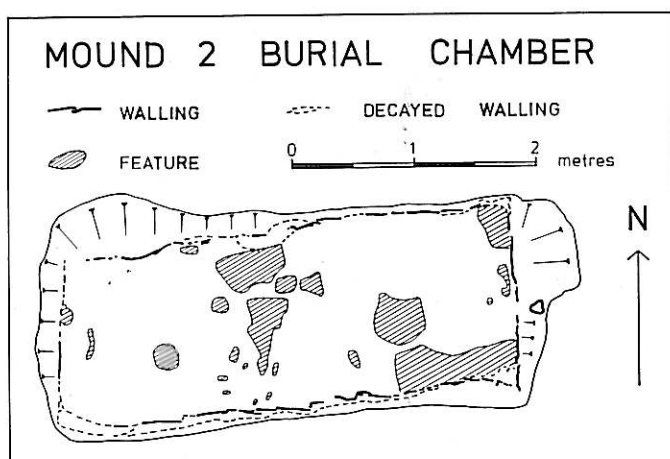 MOUND 2 BURIAL CHAMBER
WALLING
DECAYED WALLING
FEATURE
0 1 2
metres
N